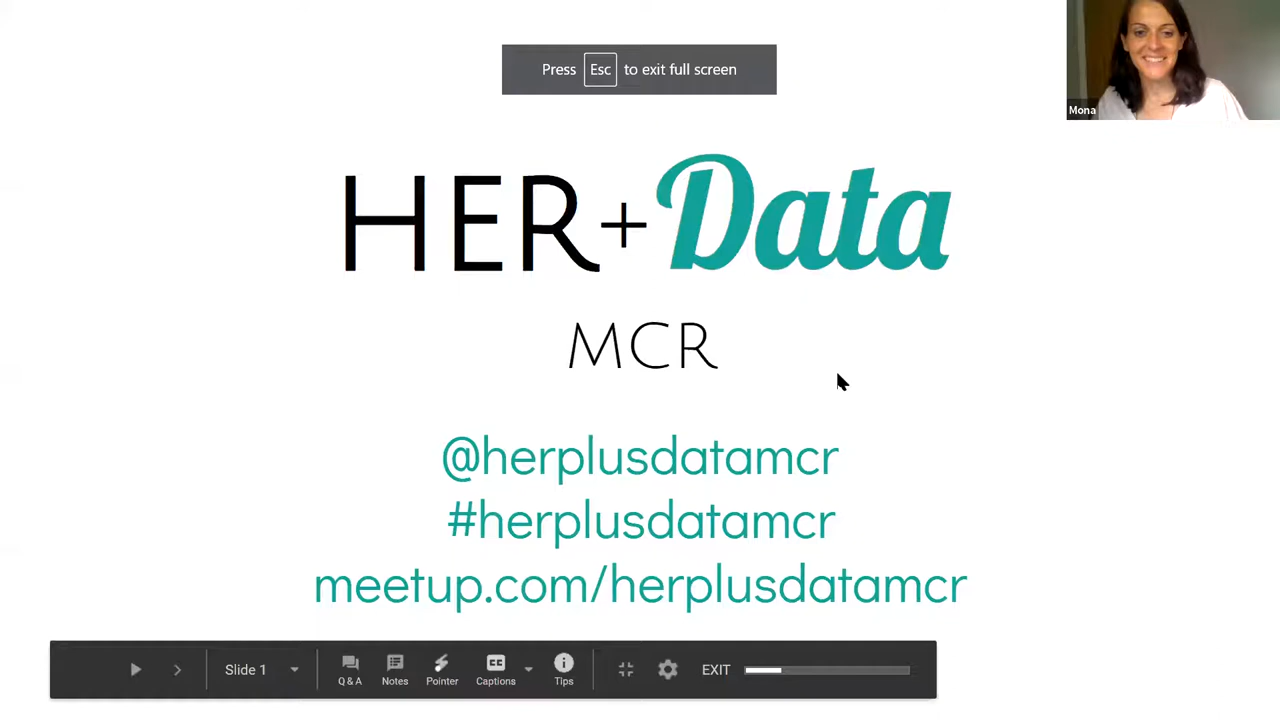 Press Esc to exit full screen
Mona
HER+Data
MCR
@herplusdatamcr
#herplusdatamcr
meetup.com/herplusdatamcr
Slide 1
Q & A
Notes
Pointer
CC
Captions
Tips
EXIT